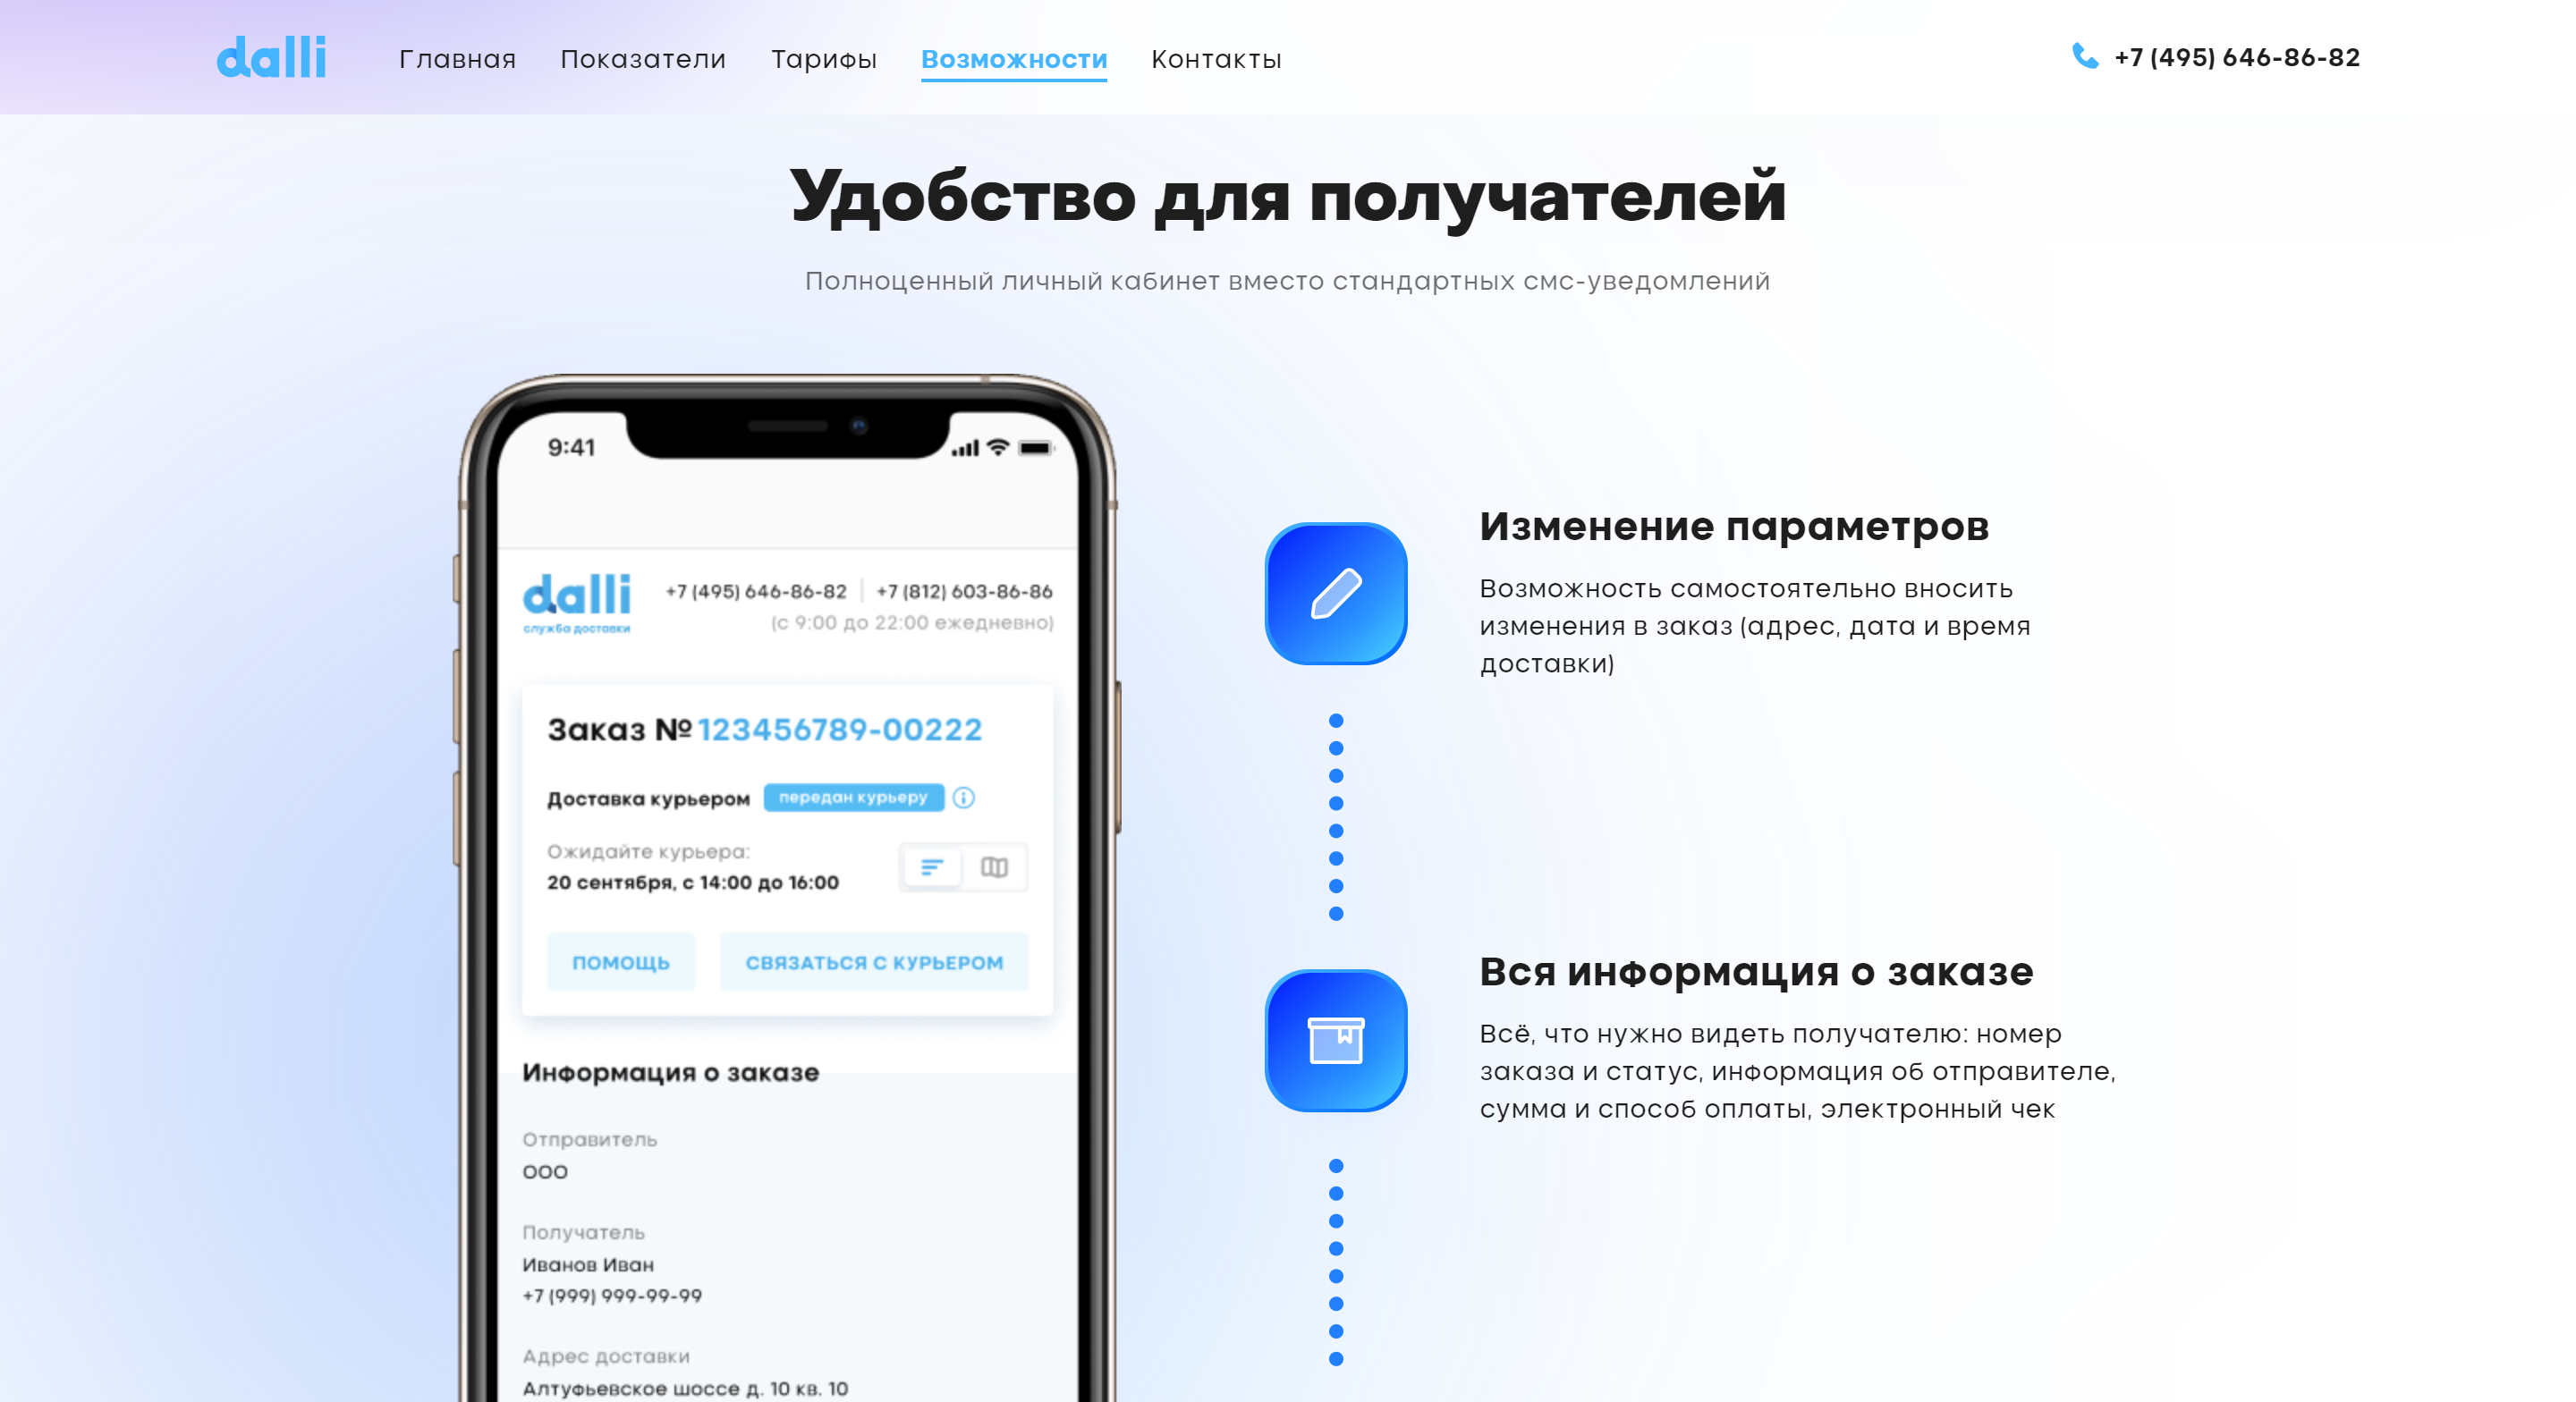 dalli
Главная Показатели Тарифы Возможности Контакты
+7 (495) 646-86-82
Удобство для получателей
Полноценный личный кабинет вместо стандартных смс-уведомлений
9:41
dalli
служба доставки
+7 (495) 646-86-82 | +7 (812) 603-86-86
(с 9:00 до 22:00 ежедневно)
Заказ № 123456789-00222
Доставка курьером передан курьеру
Ожидайте курьера:
20 сентября, с 14:00 до 16:00
ПОМОЩЬ СВЯЗАТЬСЯ С КУРЬЕРОМ
Информация о заказе
Отправитель
ООО
Получатель
Иванов Иван
+7 (999) 999-99-99
Адрес доставки
Алтуфьевское шоссе д. 10 кв. 10
Изменение параметров
Возможность самостоятельно вносить
изменения в заказ (адрес, дата и время
доставки)
Вся информация о заказе
Всё, что нужно видеть получателю: номер
заказа и статус, информация об отправителе,
сумма и способ оплаты, электронный чек